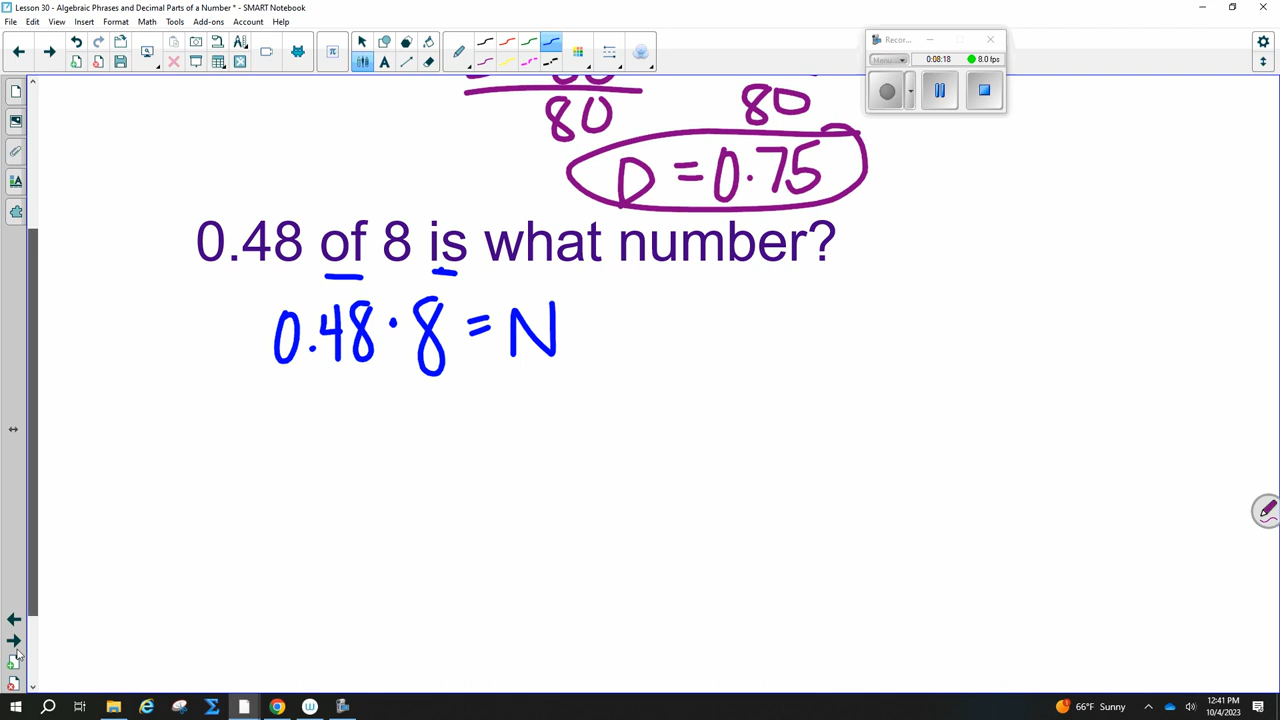 Lesson 30 - Algebraic Phrases and Decimal Parts of a Number * - SMART Notebook
File Edit View Insert Format Math Tools Add-ons Account Help
Recor...
Menu
0:08:18 8.0 fps
80 80
D = 0.75
0.48 of 8 is what number?
0.48 · 8 = N
66°F Sunny
12:41 PM
10/4/2023